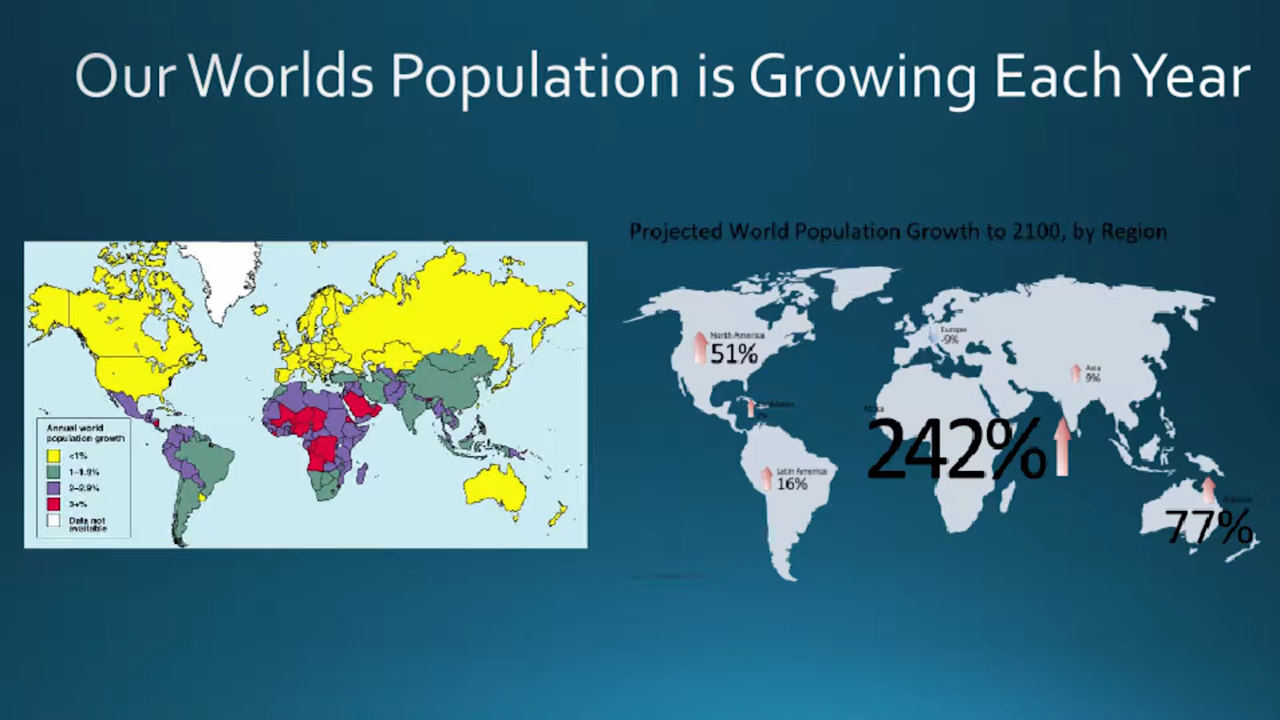 Our Worlds Population is Growing Each Year
Annual world
population growth
<1%
1-1.9%
2-2.9%
3+%
Data not
available
Projected World Population Growth to 2100, by Region
North America
51%
Europe
-9%
Asia
9%
Africa
242%
Latin America
16%
77%